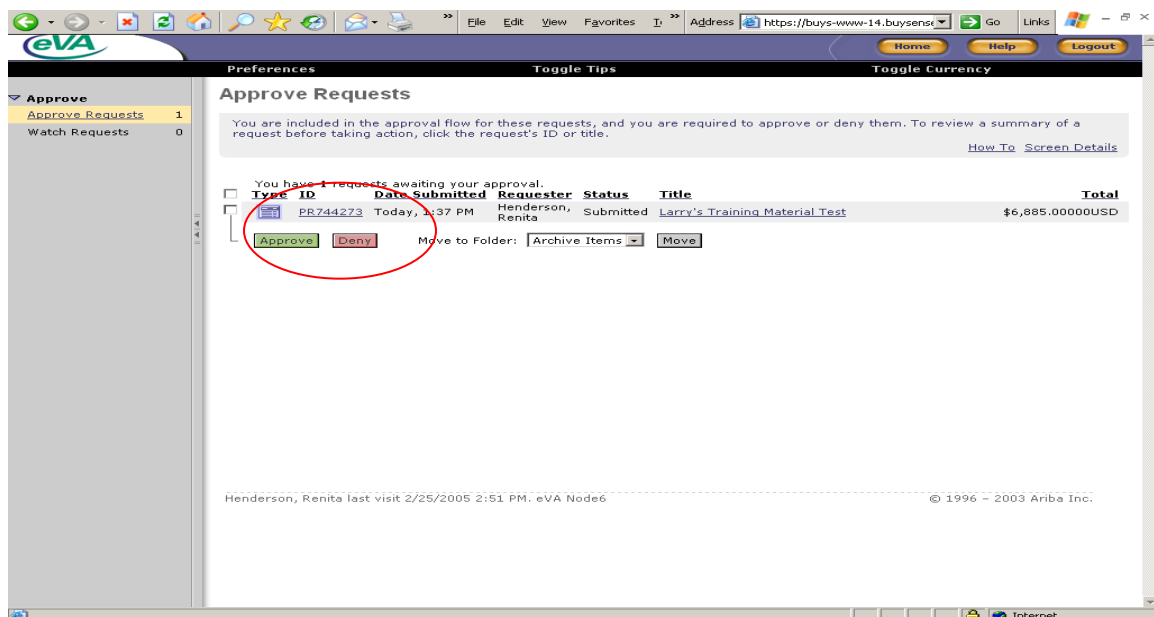 » File Edit View Favorites » Address https://buys-www-14.buysense Go Links
eVA Home Help Logout
Preferences Toggle Tips Toggle Currency
Approve
Approve Requests 1
Watch Requests 0
Approve Requests
You are included in the approval flow for these requests, and you are required to approve or deny them. To review a summary of a
request before taking action, click the request's ID or title.
How To Screen Details
You have 1 requests awaiting your approval.
Type ID Date Submitted Requester Status Title Total
PR744273 Today, 1:37 PM Henderson, Renita Submitted Larry's Training Material Test $6,885.00000USD
Approve Deny Move to Folder: Archive Items Move
Henderson, Renita last visit 2/25/2005 2:51 PM. eVA Node6 © 1996 – 2003 Ariba Inc.
Internet